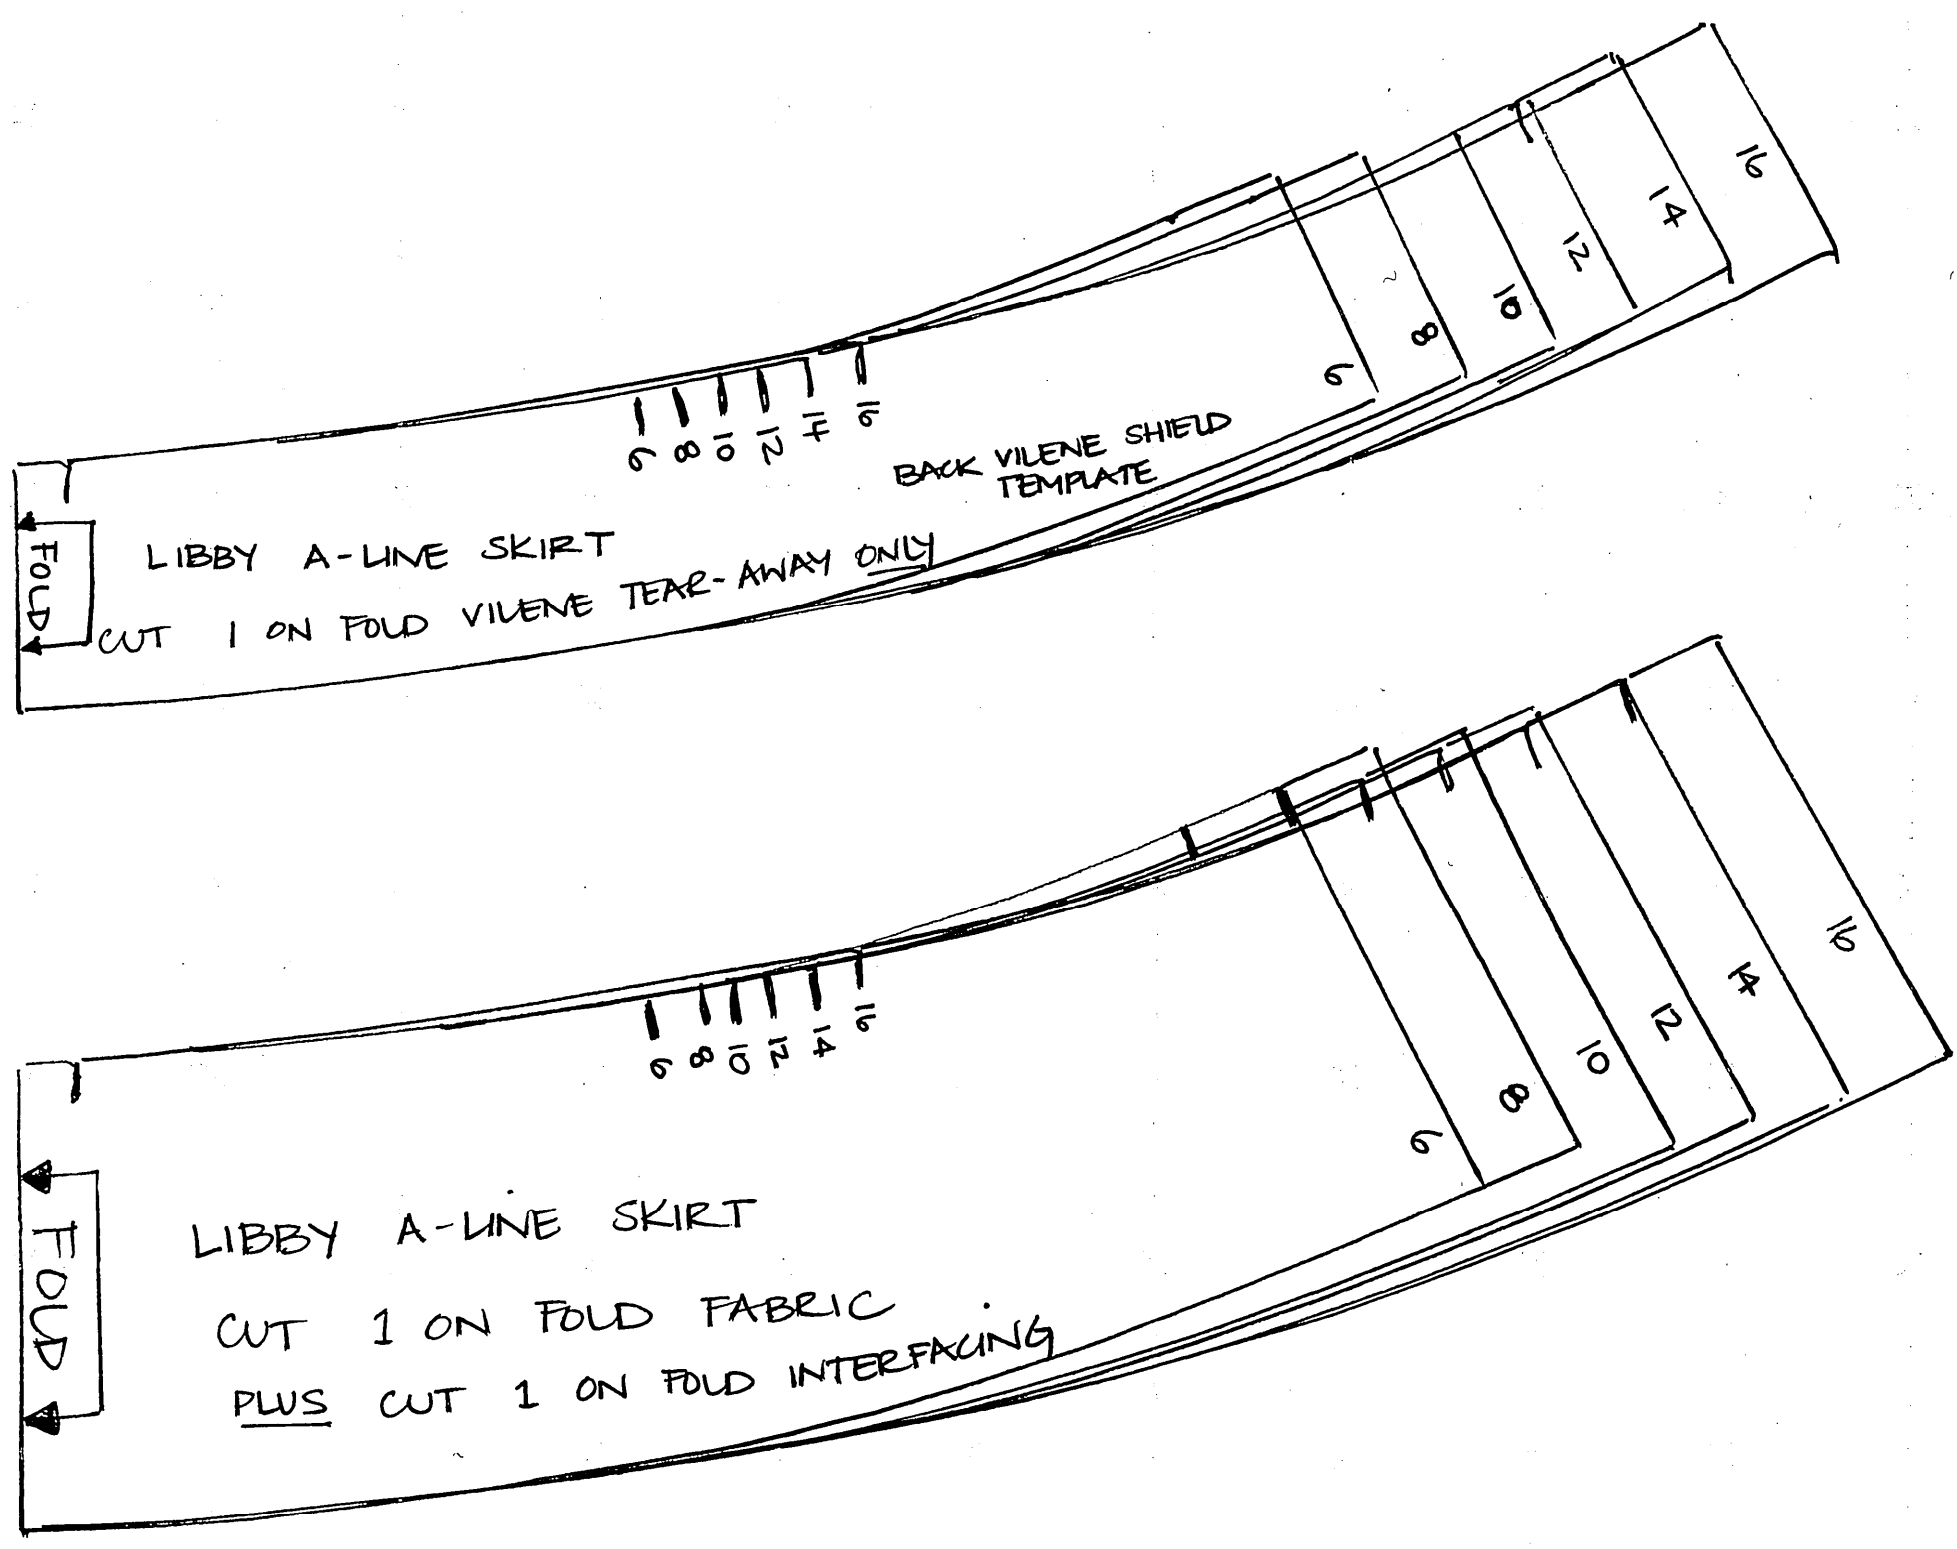 16
14
12
10
8
6
6 8 10 12 14 16
BACK VILENE SHIELD
TEMPLATE
FOLD
LIBBY A-LINE SKIRT
CUT 1 ON FOLD VILENE TEAR-AWAY ONLY
16
14
12
10
8
6
6 8 10 12 14 16
FOLD
LIBBY A-LINE SKIRT
CUT 1 ON FOLD FABRIC
PLUS CUT 1 ON FOLD INTERFACING